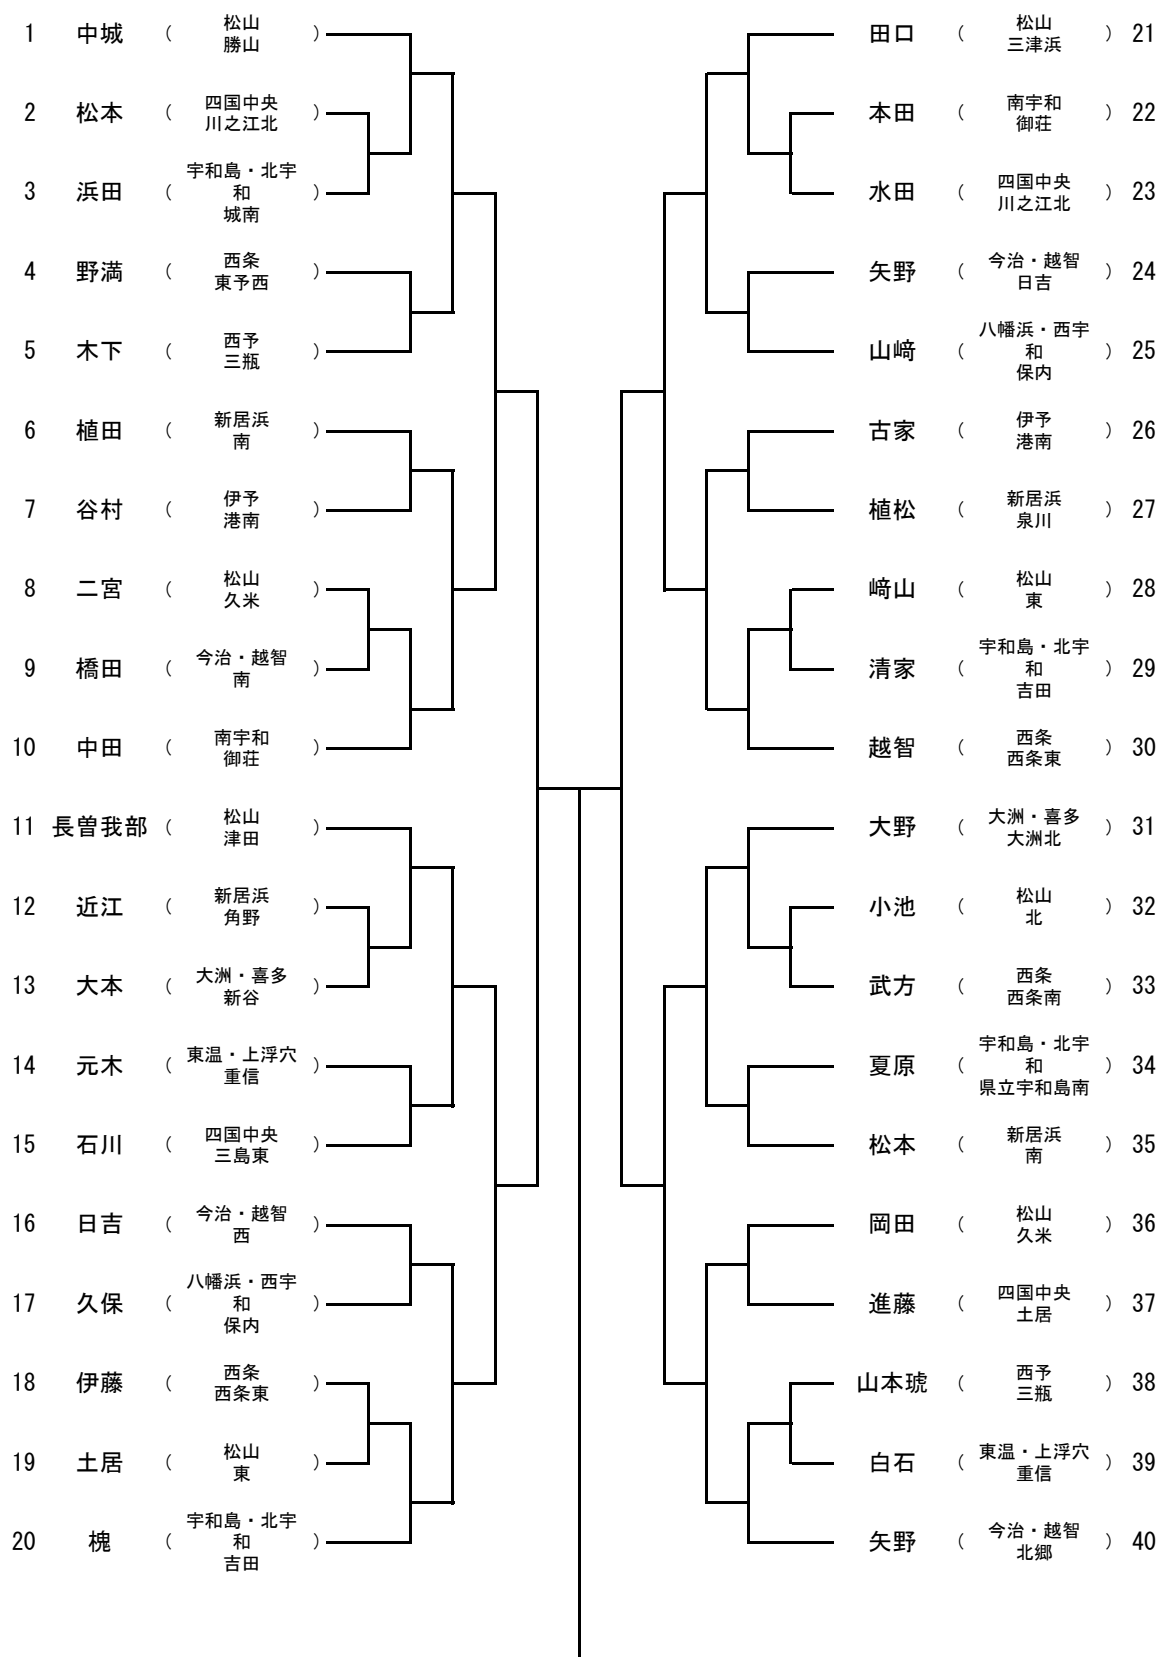 1 中城 （ 松山 ）
勝山
2 松本 （ 四国中央 ）
川之江北
3 浜田 （ 宇和島・北宇 ）
和
城南
4 野満 （ 西条 ）
東予西
5 木下 （ 西予 ）
三瓶
6 植田 （ 新居浜 ）
南
7 谷村 （ 伊予 ）
港南
8 二宮 （ 松山 ）
久米
9 橋田 （ 今治・越智 ）
南
10 中田 （ 南宇和 ）
御荘
11 長曽我部 （ 松山 ）
津田
12 近江 （ 新居浜 ）
角野
13 大本 （ 大洲・喜多 ）
新谷
14 元木 （ 東温・上浮穴 ）
重信
15 石川 （ 四国中央 ）
三島東
16 日吉 （ 今治・越智 ）
西
17 久保 （ 八幡浜・西宇 ）
和
保内
18 伊藤 （ 西条 ）
西条東
19 土居 （ 松山 ）
東
20 槐 （ 宇和島・北宇 ）
和
吉田
田口 （ 松山 ） 21
三津浜
本田 （ 南宇和 ） 22
御荘
水田 （ 四国中央 ） 23
川之江北
矢野 （ 今治・越智 ） 24
日吉
山﨑 （ 八幡浜・西宇 ） 25
和
保内
古家 （ 伊予 ） 26
港南
植松 （ 新居浜 ） 27
泉川
﨑山 （ 松山 ） 28
東
清家 （ 宇和島・北宇 ） 29
和
吉田
越智 （ 西条 ） 30
西条東
大野 （ 大洲・喜多 ） 31
大洲北
小池 （ 松山 ） 32
北
武方 （ 西条 ） 33
西条南
夏原 （ 宇和島・北宇 ） 34
和
県立宇和島南
松本 （ 新居浜 ） 35
南
岡田 （ 松山 ） 36
久米
進藤 （ 四国中央 ） 37
土居
山本琥 （ 西予 ） 38
三瓶
白石 （ 東温・上浮穴 ） 39
重信
矢野 （ 今治・越智 ） 40
北郷